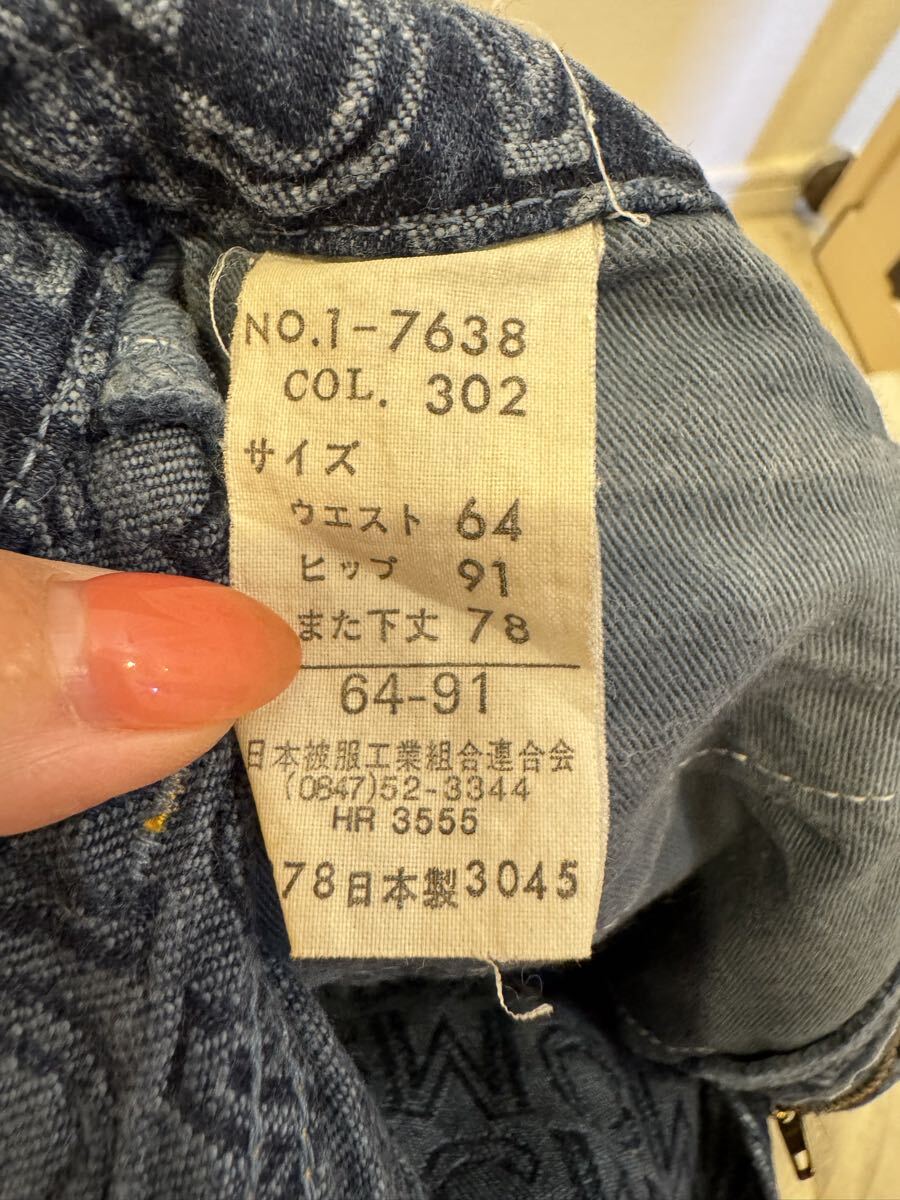 NO.1-7638
COL. 302
サイズ
ウエスト 64
ヒップ 91
また下丈 78
64-91
日本被服工業組合連合会
(0847)52-3344
HR 3555
78日本製3045